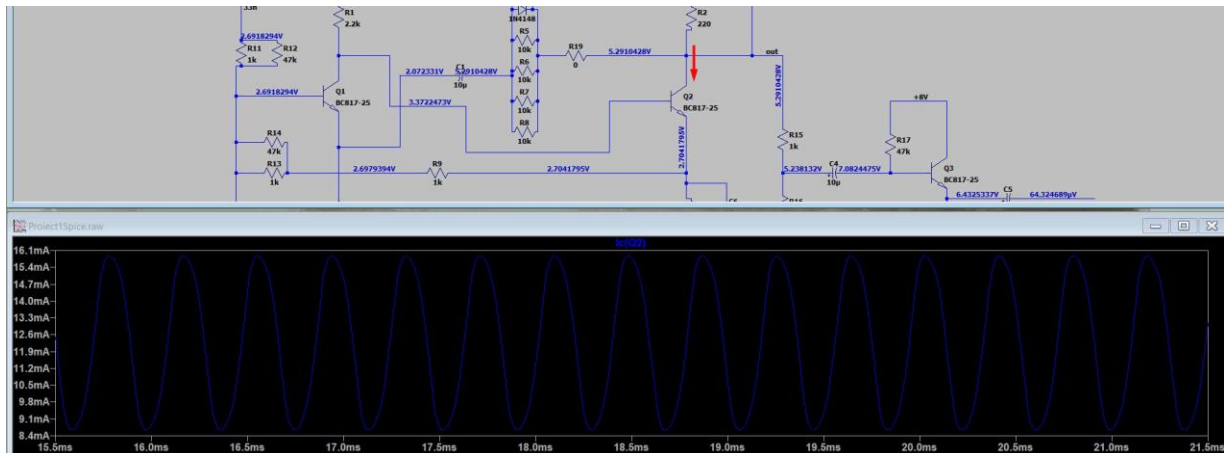 33n
R1
2.2k
1N4148
R2
220
2.6918294V
R11
1k
R12
47k
R5
10k
R19
0
5.2910428V
out
R6
10k
C1
10µ
2.072331V
5.2910428V
Q1
BC817-25
2.6918294V
3.3722473V
R7
10k
Q2
BC817-25
5.2910428V
+8V
R8
10k
R14
47k
R13
1k
2.6979394V
R9
1k
2.7041795V
2.7041795V
R15
1k
5.238132V
C4
10µ
7.0824475V
R17
47k
Q3
BC817-25
6.4325337V
C5
64.324689pV
Project1Spice.raw
Ic(Q2)
16.1mA
15.4mA
14.7mA
14.0mA
13.3mA
12.6mA
11.9mA
11.2mA
10.5mA
9.8mA
9.1mA
8.4mA
15.5ms
16.0ms
16.5ms
17.0ms
17.5ms
18.0ms
18.5ms
19.0ms
19.5ms
20.0ms
20.5ms
21.0ms
21.5ms